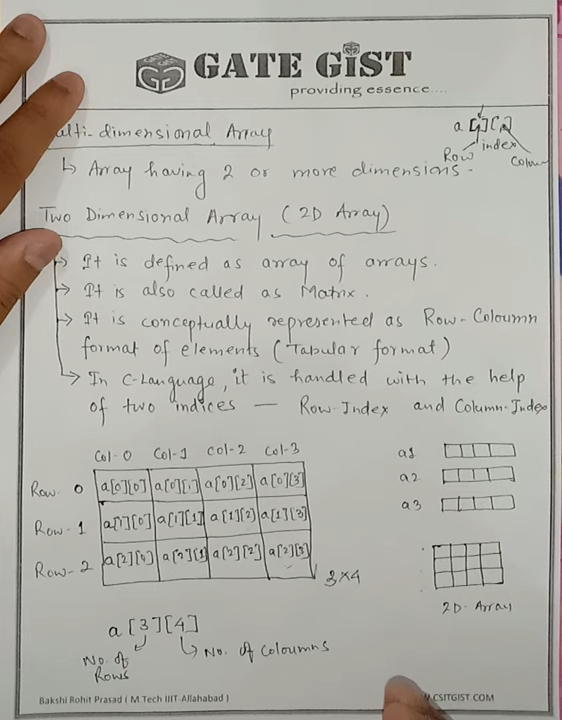 GATE GIST
providing essence....
ulti-dimensional Array
a[i][j]
Row index Colum
↳ Array having 2 or more dimensions.
Two Dimensional Array (2D Array)
→ It is defined as array of arrays.
→ It is also called as Matrix.
→ It is conceptually represented as Row-Coloumn
format of elements (Tabular format)
→ In C-Language, it is handled with the help
of two indices — Row-Index and Column-Index
Col-0 Col-1 Col-2 Col-3
Row-0 a[0][0] a[0][1] a[0][2] a[0][3]
Row-1 a[1][0] a[1][1] a[1][2] a[1][3]
Row-2 a[2][0] a[2][1] a[2][2] a[2][3]
3×4
a1
a2
a3
2D-Array
a[3][4]
No. of
Rows
↳ No. of Coloumns
Bakshi Rohit Prasad ( M Tech IIIT-Allahabad )
.CSITGIST.COM